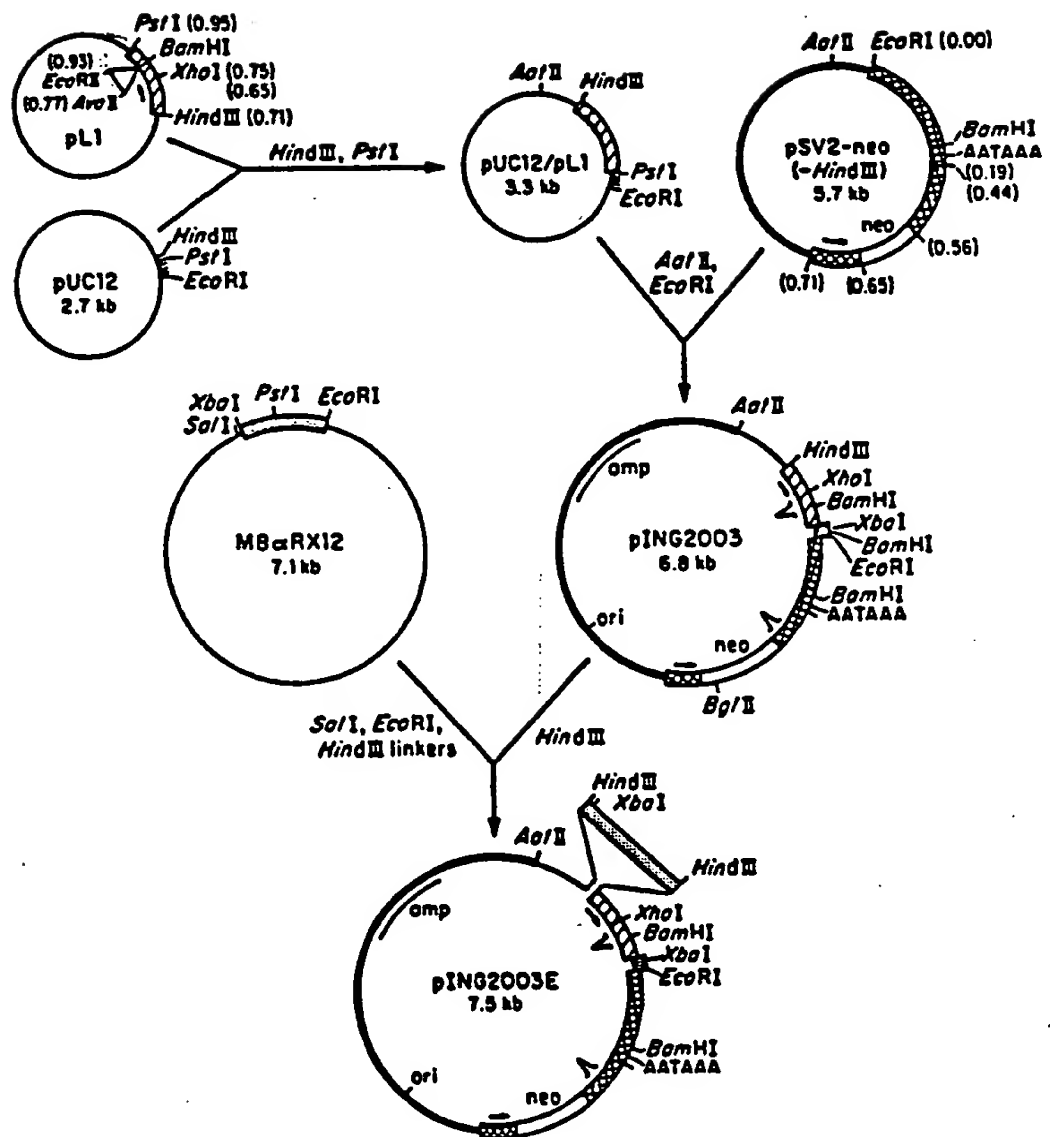 PstI (0.95)
BamHI
(0.93)
EcoRII
XhoI (0.75)
(0.65)
(0.77) AvaII
HindIII (0.71)
pL1
HindIII, PstI
HindIII
PstI
EcoRI
pUC12
2.7 kb
AatII
HindIII
pUC12/pL1
3.3 kb
PstI
EcoRI
AatII
EcoRI (0.00)
pSV2-neo
(-HindIII)
5.7 kb
BamHI
AATAAA
(0.19)
(0.44)
neo
(0.56)
(0.71)
(0.65)
AatII,
EcoRI
XbaI
SalI
PstI
EcoRI
M8αRX12
7.1 kb
AatII
HindIII
XhoI
BamHI
XbaI
BamHI
EcoRI
BamHI
AATAAA
amp
pING2003
6.8 kb
ori
neo
BglII
SalI, EcoRI,
HindIII linkers
HindIII
HindIII
XbaI
HindIII
AatII
amp
XhoI
BamHI
XbaI
EcoRI
pING2003E
7.5 kb
BamHI
AATAAA
ori
neo